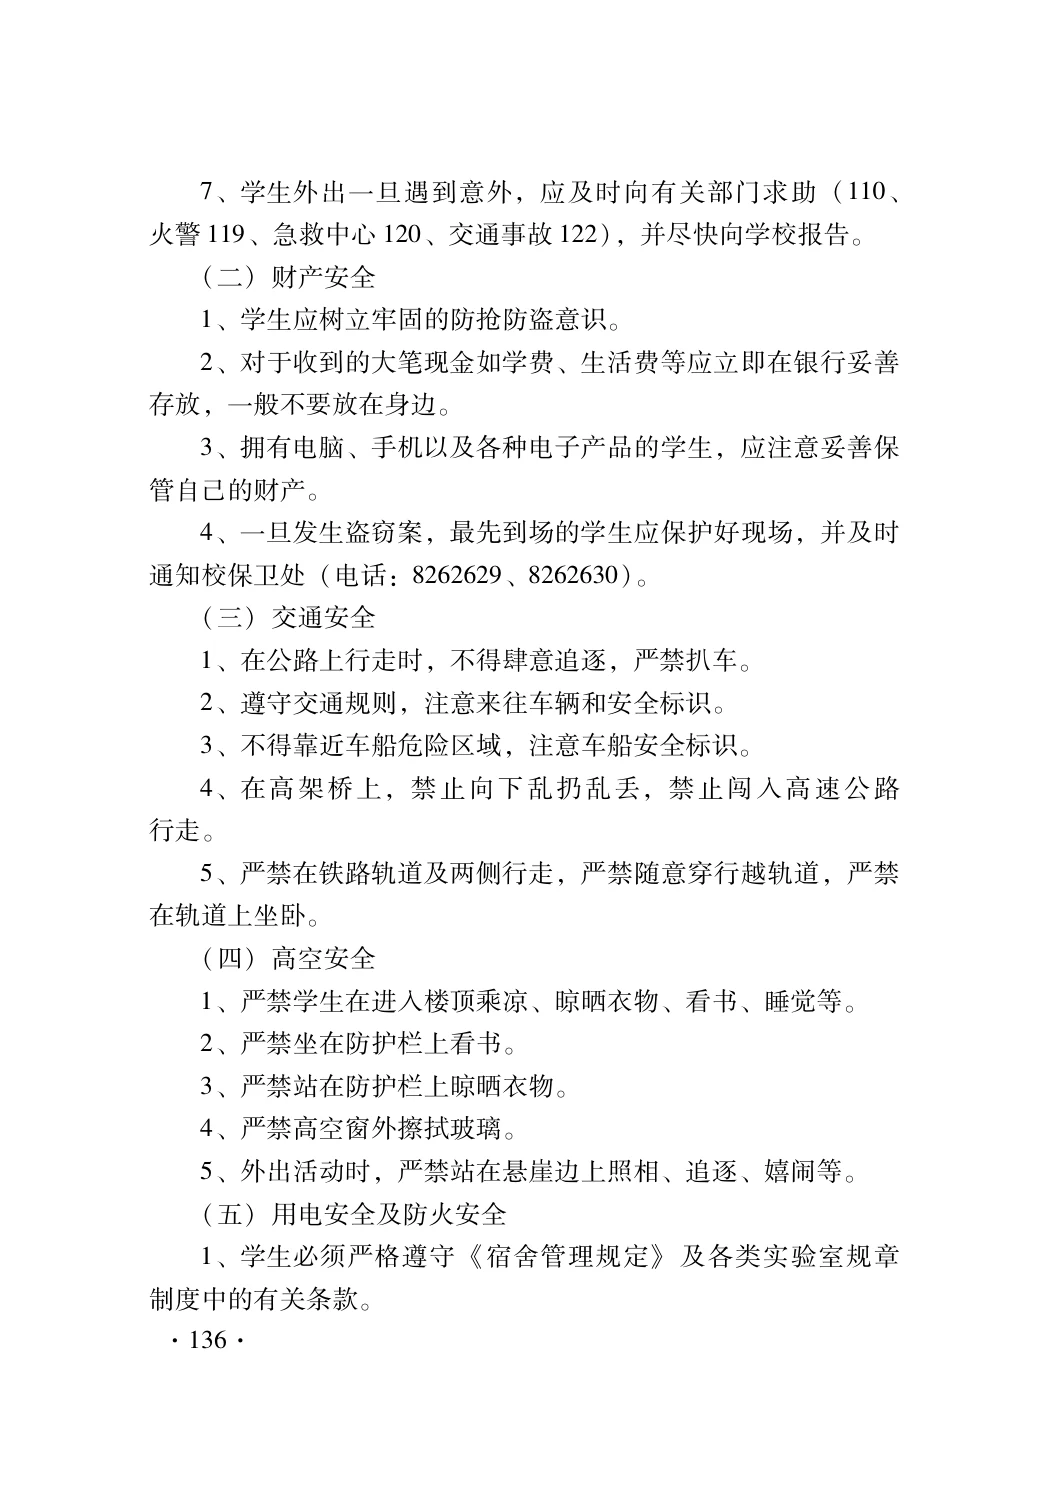 7、学生外出一旦遇到意外，应及时向有关部门求助（110、
火警 119、急救中心 120、交通事故 122），并尽快向学校报告。
（二）财产安全
1、学生应树立牢固的防抢防盗意识。
2、对于收到的大笔现金如学费、生活费等应立即在银行妥善
存放，一般不要放在身边。
3、拥有电脑、手机以及各种电子产品的学生，应注意妥善保
管自己的财产。
4、一旦发生盗窃案，最先到场的学生应保护好现场，并及时
通知校保卫处（电话：8262629、8262630）。
（三）交通安全
1、在公路上行走时，不得肆意追逐，严禁扒车。
2、遵守交通规则，注意来往车辆和安全标识。
3、不得靠近车船危险区域，注意车船安全标识。
4、在高架桥上，禁止向下乱扔乱丢，禁止闯入高速公路
行走。
5、严禁在铁路轨道及两侧行走，严禁随意穿行越轨道，严禁
在轨道上坐卧。
（四）高空安全
1、严禁学生在进入楼顶乘凉、晾晒衣物、看书、睡觉等。
2、严禁坐在防护栏上看书。
3、严禁站在防护栏上晾晒衣物。
4、严禁高空窗外擦拭玻璃。
5、外出活动时，严禁站在悬崖边上照相、追逐、嬉闹等。
（五）用电安全及防火安全
1、学生必须严格遵守《宿舍管理规定》及各类实验室规章
制度中的有关条款。
·136·